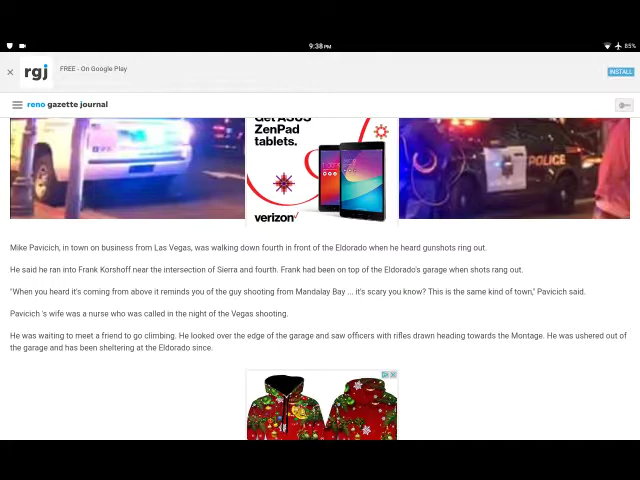 9:38 PM
85%
rgj
FREE - On Google Play
INSTALL
reno gazette journal
Get ASUS
ZenPad
tablets.
verizon✓
POLICE
Mike Pavicich, in town on business from Las Vegas, was walking down fourth in front of the Eldorado when he heard gunshots ring out.
He said he ran into Frank Korshoff near the intersection of Sierra and fourth. Frank had been on top of the Eldorado's garage when shots rang out.
"When you heard it's coming from above it reminds you of the guy shooting from Mandalay Bay ... it's scary you know? This is the same kind of town," Pavicich said.
Pavicich 's wife was a nurse who was called in the night of the Vegas shooting.
He was waiting to meet a friend to go climbing. He looked over the edge of the garage and saw officers with rifles drawn heading towards the Montage. He was ushered out of
the garage and has been sheltering at the Eldorado since.